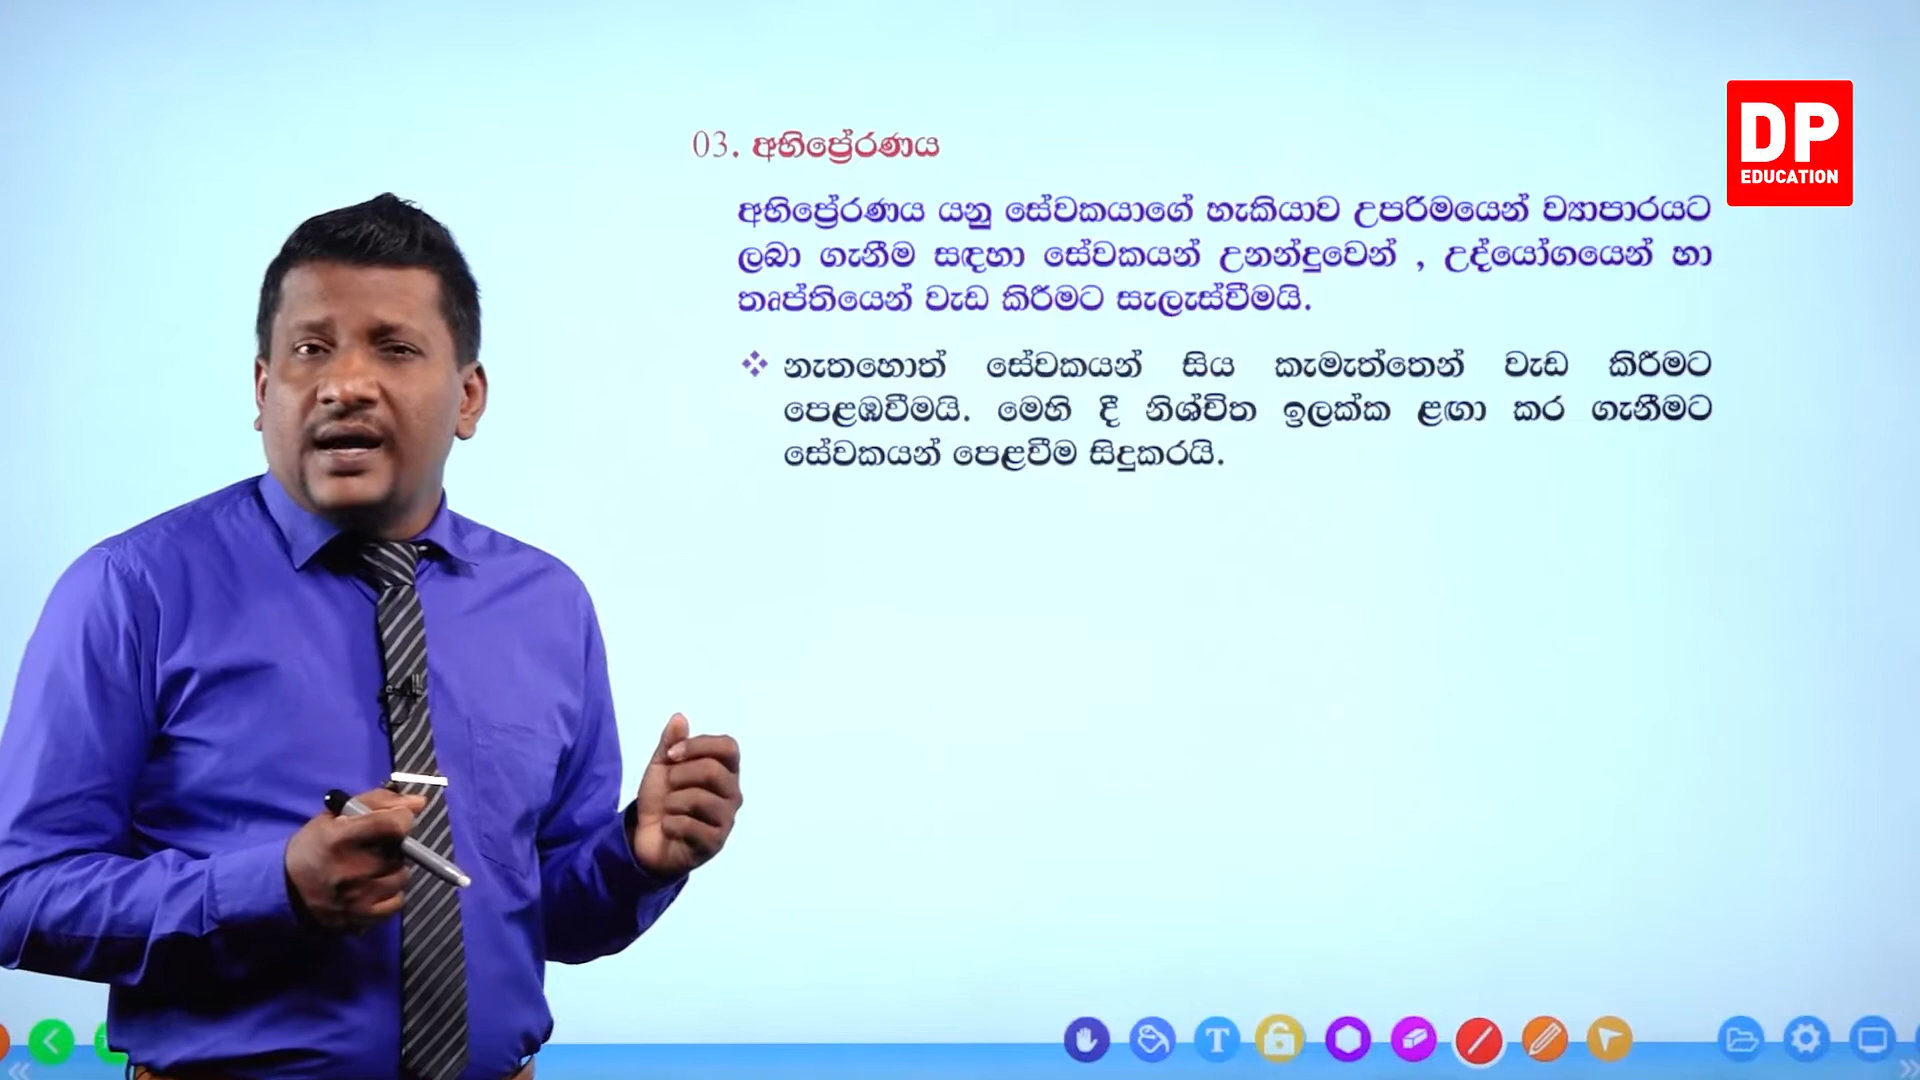 DP
EDUCATION
03. අභිප්‍රේරණය
අභිප්‍රේරණය යනු සේවකයාගේ හැකියාව උපරිමයෙන් ව්‍යාපාරයට
ලබා ගැනීම සඳහා සේවකයන් උනන්දුවෙන් , උද්යෝගයෙන් හා
තෘප්තියෙන් වැඩ කිරීමට සැලැස්වීමයි.
නැතහොත් සේවකයන් සිය කැමැත්තෙන් වැඩ කිරීමට
පෙළඹවීමයි. මෙහි දී නිශ්චිත ඉලක්ක ළඟා කර ගැනීමට
සේවකයන් පෙළවීම සිදුකරයි.
T